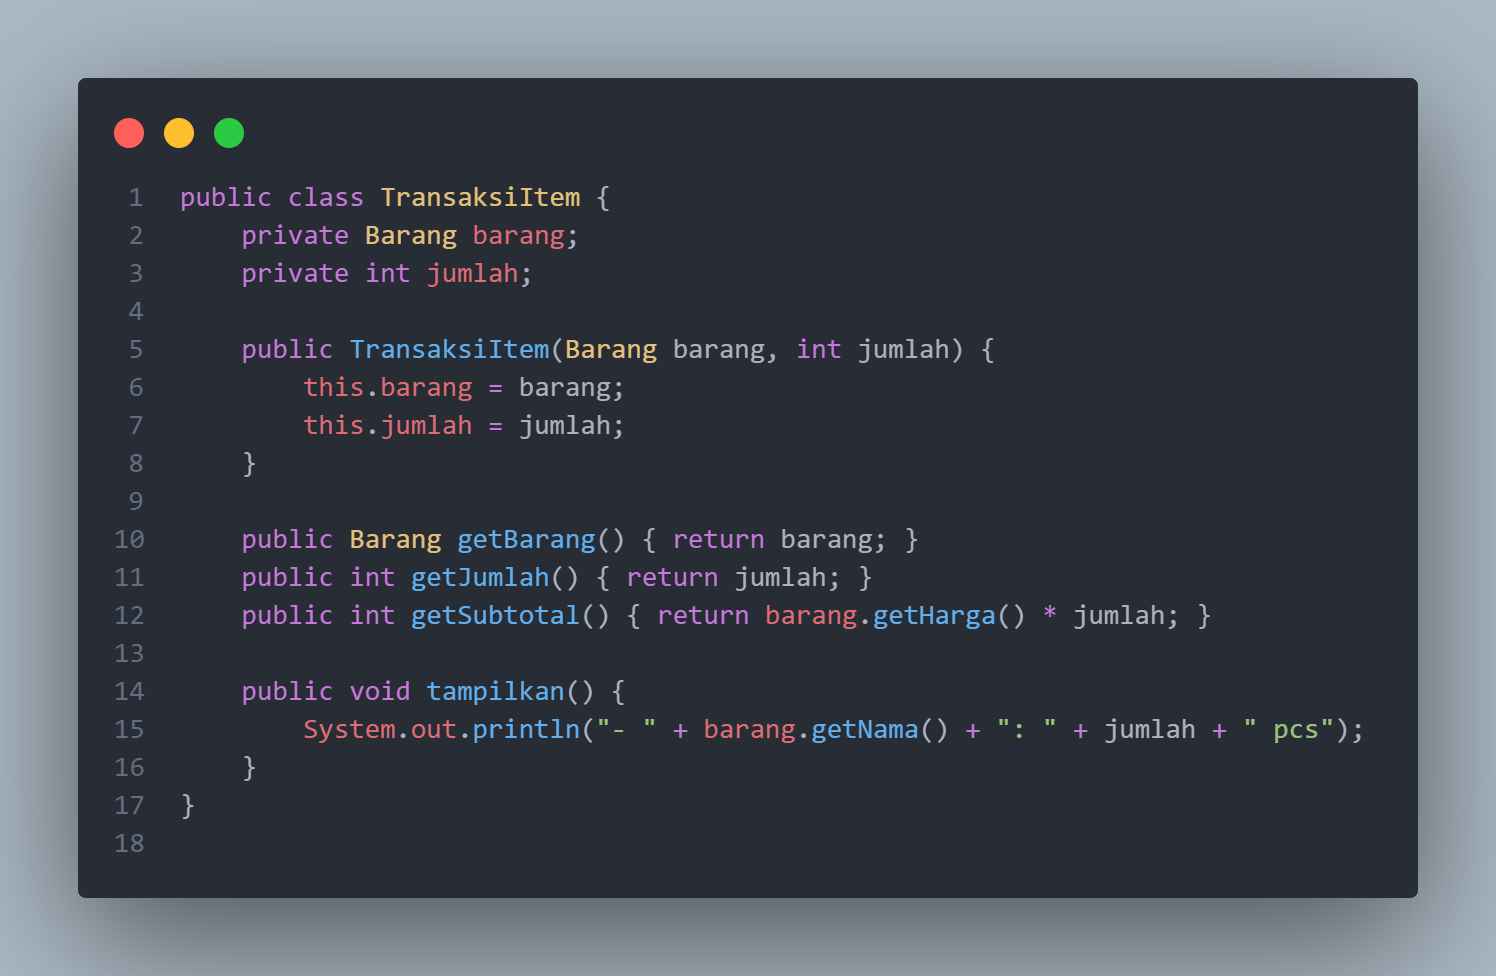 1 public class TransaksiItem {
2     private Barang barang;
3     private int jumlah;
4
5     public TransaksiItem(Barang barang, int jumlah) {
6         this.barang = barang;
7         this.jumlah = jumlah;
8     }
9
10     public Barang getBarang() { return barang; }
11     public int getJumlah() { return jumlah; }
12     public int getSubtotal() { return barang.getHarga() * jumlah; }
13
14     public void tampilkan() {
15         System.out.println("- " + barang.getNama() + ": " + jumlah + " pcs");
16     }
17 }
18